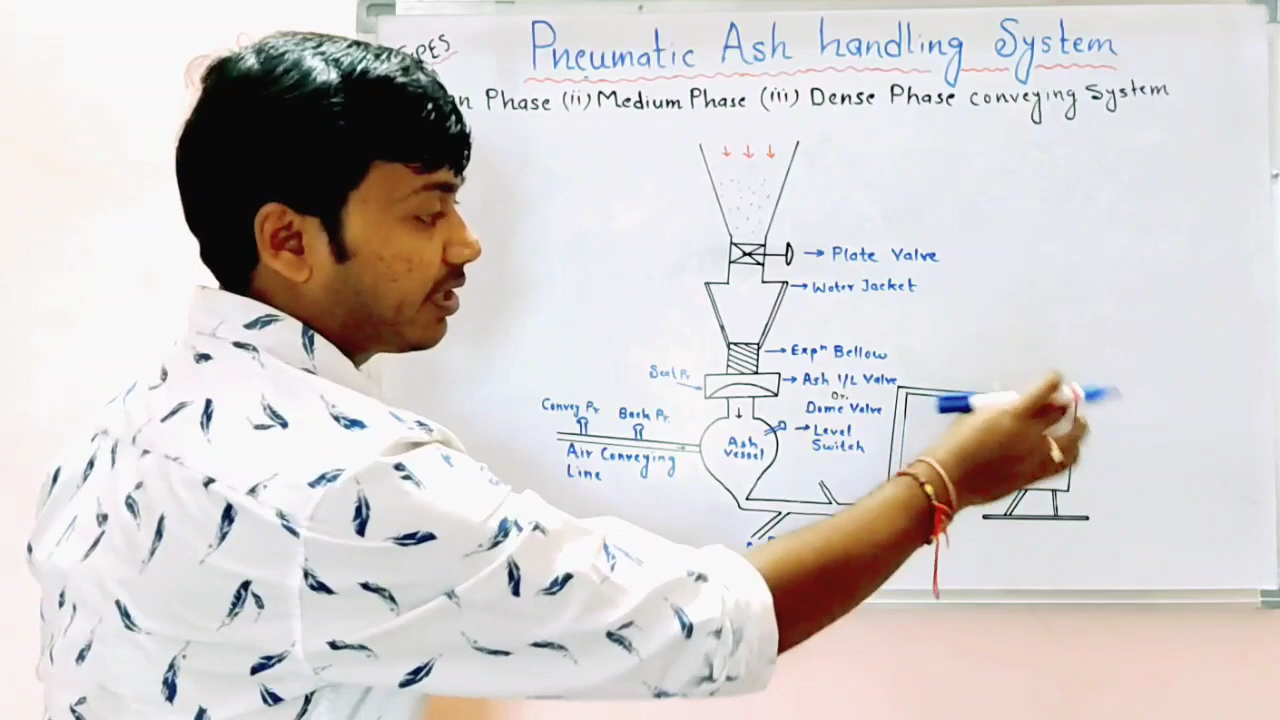 Pneumatic Ash handling System
Phase (ii) Medium Phase (iii) Dense Phase conveying System
→ Plate Valve
→ Water Jacket
→ Expⁿ Bellow
Seal Pr.
→ Ash I/L Valve
Or.
Dome Valve
Convey Pr.
Back Pr.
→ Level
Switch
Ash
Vessel
Air Conveying
Line